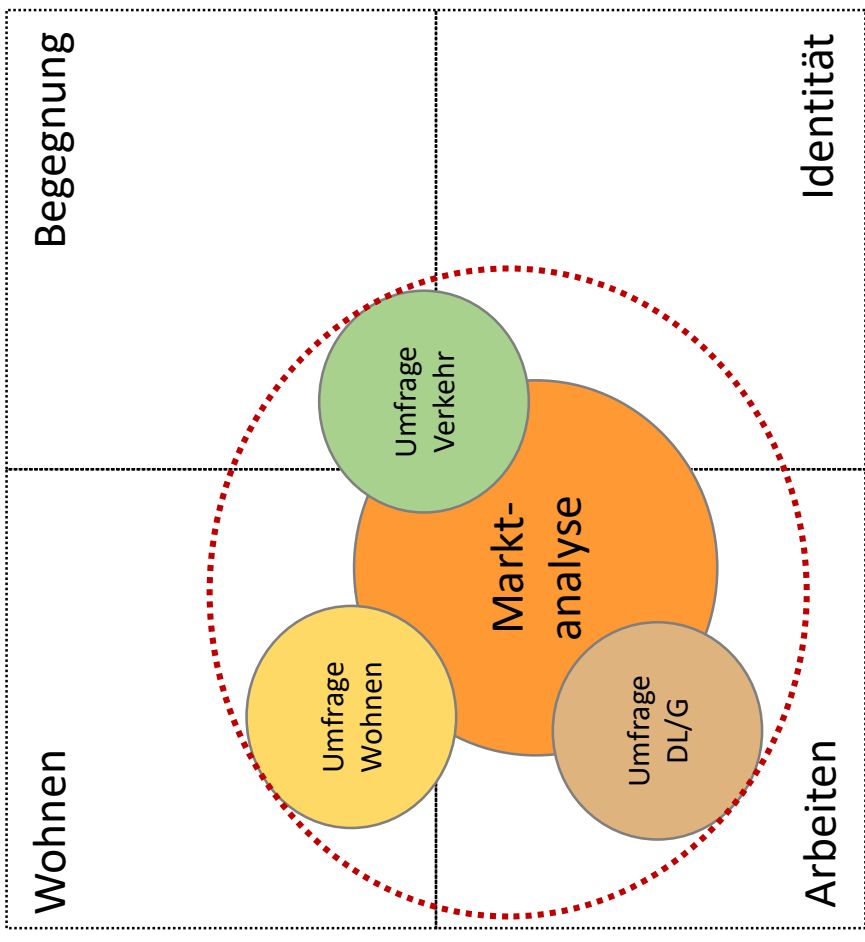 Wohnen
Begegnung
Umfrage
Wohnen
Umfrage
Verkehr
Markt-
analyse
Umfrage
DL/G
Arbeiten
Identität